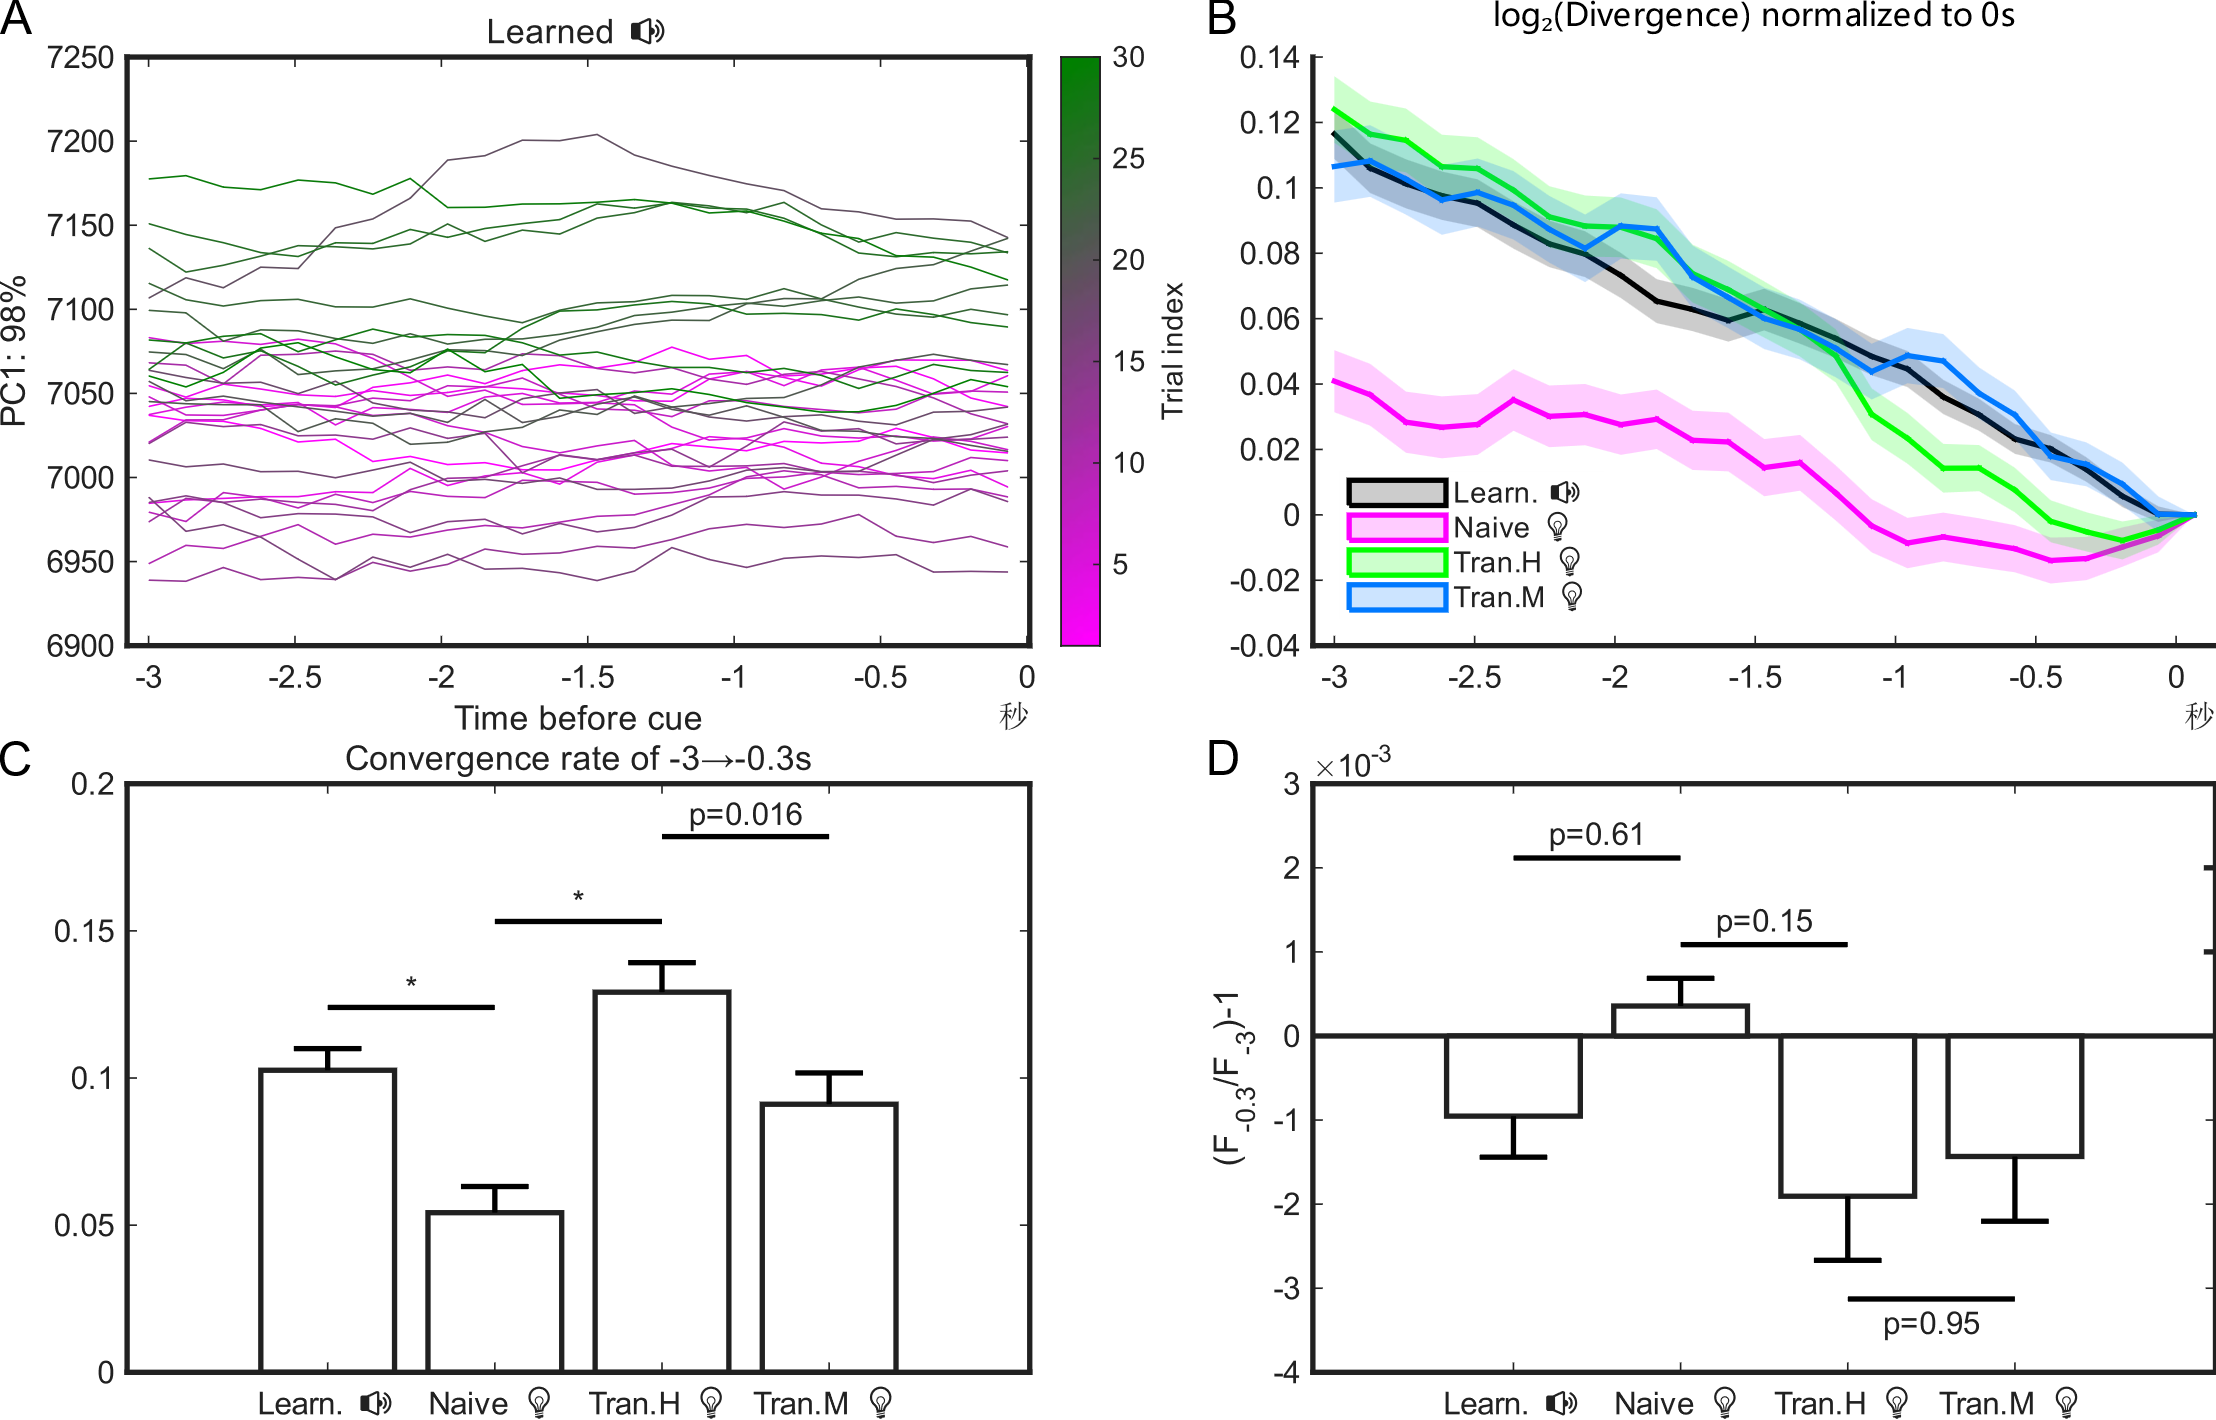 A
Learned
7250
7200
7150
7100
7050
7000
6950
6900
PC1: 98%
-3 -2.5 -2 -1.5 -1 -0.5 0
Time before cue
秒
30
25
20
15
10
5
Trial index
B
log₂(Divergence) normalized to 0s
0.14
0.12
0.1
0.08
0.06
0.04
0.02
0
-0.02
-0.04
Learn.
Naive
Tran.H
Tran.M
-3 -2.5 -2 -1.5 -1 -0.5 0
秒
C
Convergence rate of -3→-0.3s
0.2
0.15
0.1
0.05
0
*
*
p=0.016
Learn. Naive Tran.H Tran.M
D
×10⁻³
3
2
1
0
-1
-2
-3
-4
(F₋₀.₃/F₋₃)-1
p=0.61
p=0.15
p=0.95
Learn. Naive Tran.H Tran.M